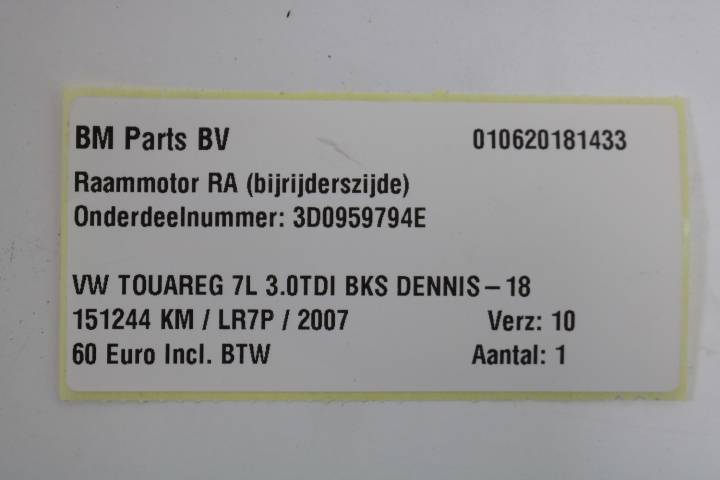 BM Parts BV 010620181433
Raammotor RA (bijrijderszijde)
Onderdeelnummer: 3D0959794E
VW TOUAREG 7L 3.0TDI BKS DENNIS-18
151244 KM / LR7P / 2007 Verz: 10
60 Euro Incl. BTW Aantal: 1